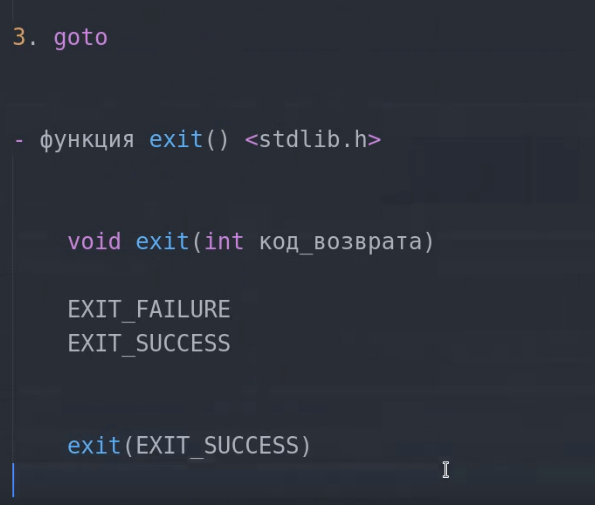 3. goto
- функция exit() <stdlib.h>
void exit(int код_возврата)
EXIT_FAILURE
EXIT_SUCCESS
exit(EXIT_SUCCESS)